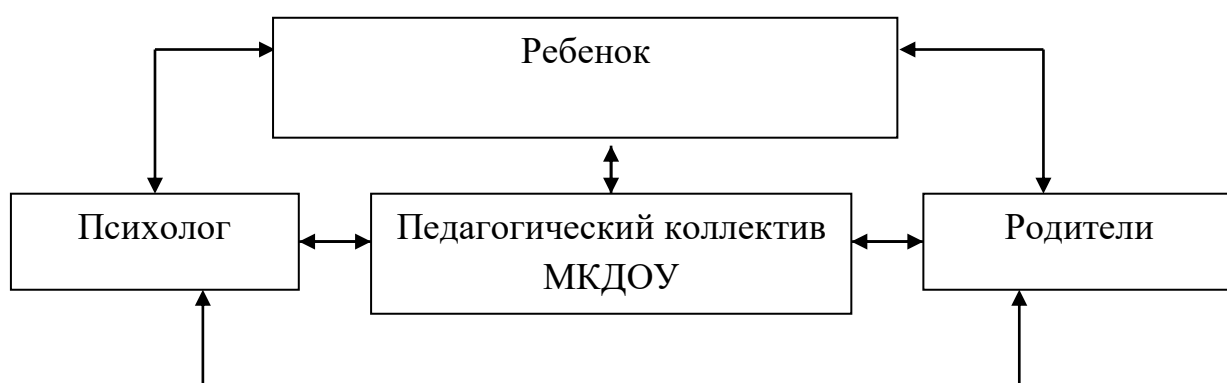 Ребенок
Психолог
Педагогический коллектив
МКДОУ
Родители